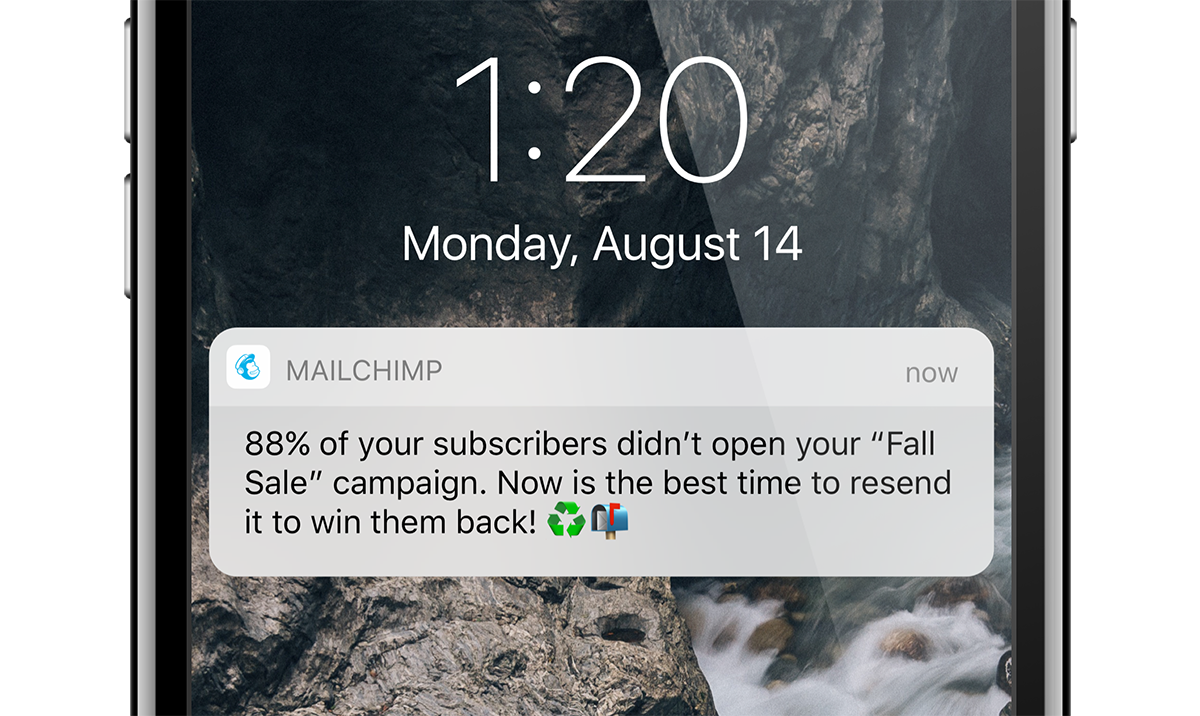 1:20
Monday, August 14
MAILCHIMP
now
88% of your subscribers didn’t open your “Fall
Sale” campaign. Now is the best time to resend
it to win them back! ♻️📬